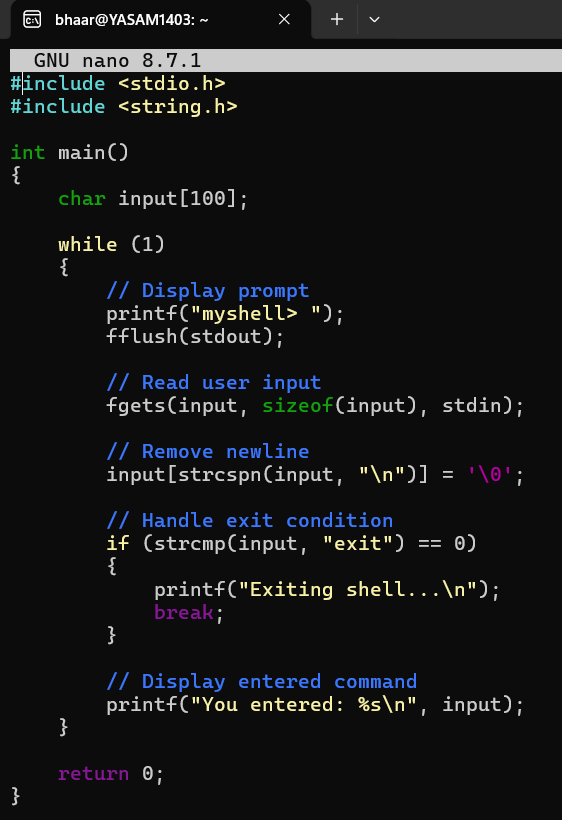 bhaar@YASAM1403: ~
GNU nano 8.7.1
#include <stdio.h>
#include <string.h>

int main()
{
    char input[100];

    while (1)
    {
        // Display prompt
        printf("myshell> ");
        fflush(stdout);

        // Read user input
        fgets(input, sizeof(input), stdin);

        // Remove newline
        input[strcspn(input, "\n")] = '\0';

        // Handle exit condition
        if (strcmp(input, "exit") == 0)
        {
            printf("Exiting shell...\n");
            break;
        }

        // Display entered command
        printf("You entered: %s\n", input);
    }

    return 0;
}